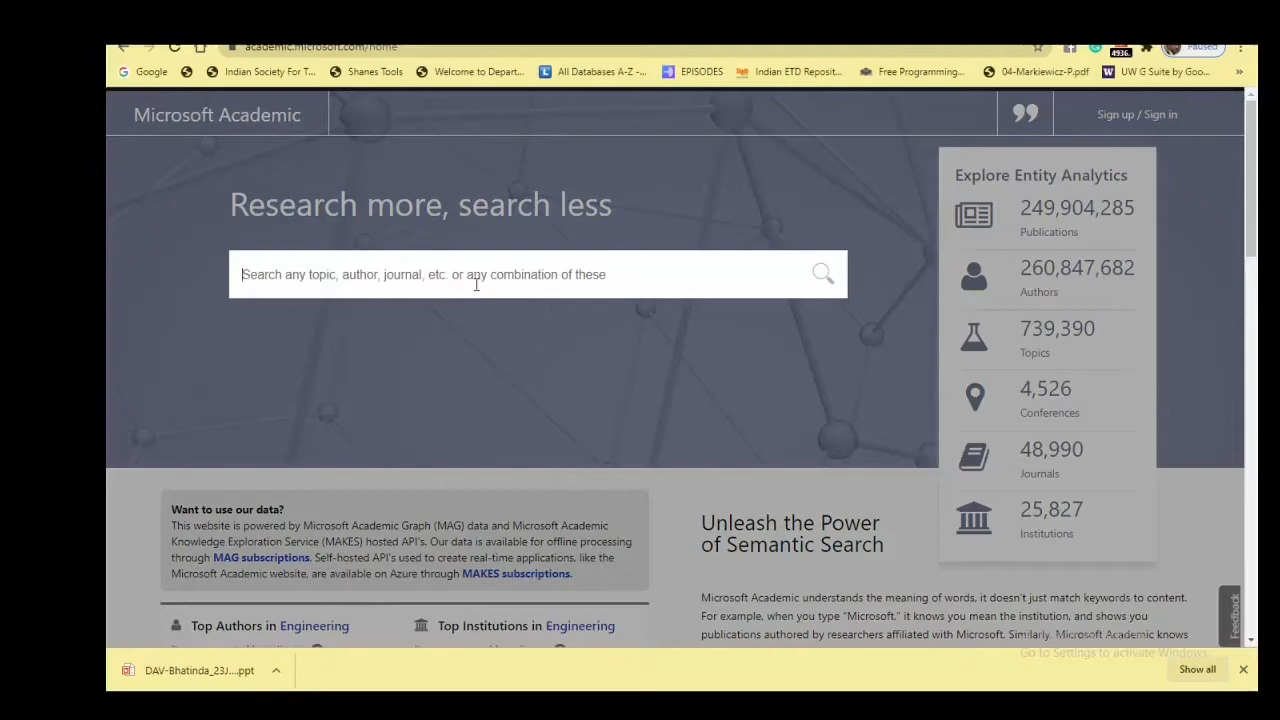 academic.microsoft.com/home
4936.
Paused
Google
Indian Society For T...
Shanes Tools
Welcome to Depart...
All Databases A-Z -...
EPISODES
Indian ETD Reposit...
Free Programming...
04-Markiewicz-P.pdf
UW G Suite by Goo...
»
Microsoft Academic
Sign up / Sign in
Research more, search less
Search any topic, author, journal, etc. or any combination of these
Explore Entity Analytics
249,904,285
Publications
260,847,682
Authors
739,390
Topics
4,526
Conferences
48,990
Journals
25,827
Institutions
Want to use our data?
This website is powered by Microsoft Academic Graph (MAG) data and Microsoft Academic
Knowledge Exploration Service (MAKES) hosted API's. Our data is available for offline processing
through MAG subscriptions. Self-hosted API's used to create real-time applications, like the
Microsoft Academic website, are available on Azure through MAKES subscriptions.
Top Authors in Engineering
Top Institutions in Engineering
Unleash the Power
of Semantic Search
Microsoft Academic understands the meaning of words, it doesn't just match keywords to content.
For example, when you type "Microsoft," it knows you mean the institution, and shows you
publications authored by researchers affiliated with Microsoft. Similarly, Microsoft Academic knows
Feedback
Go to Settings to activate Windows.
DAV-Bhatinda_23J....ppt
Show all